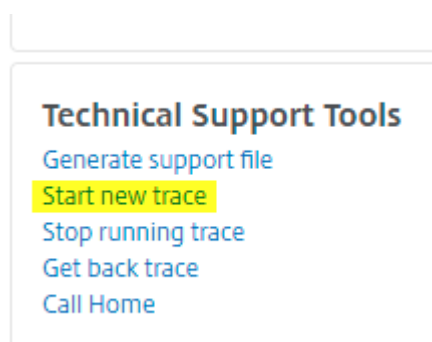 Technical Support Tools
Generate support file
Start new trace
Stop running trace
Get back trace
Call Home